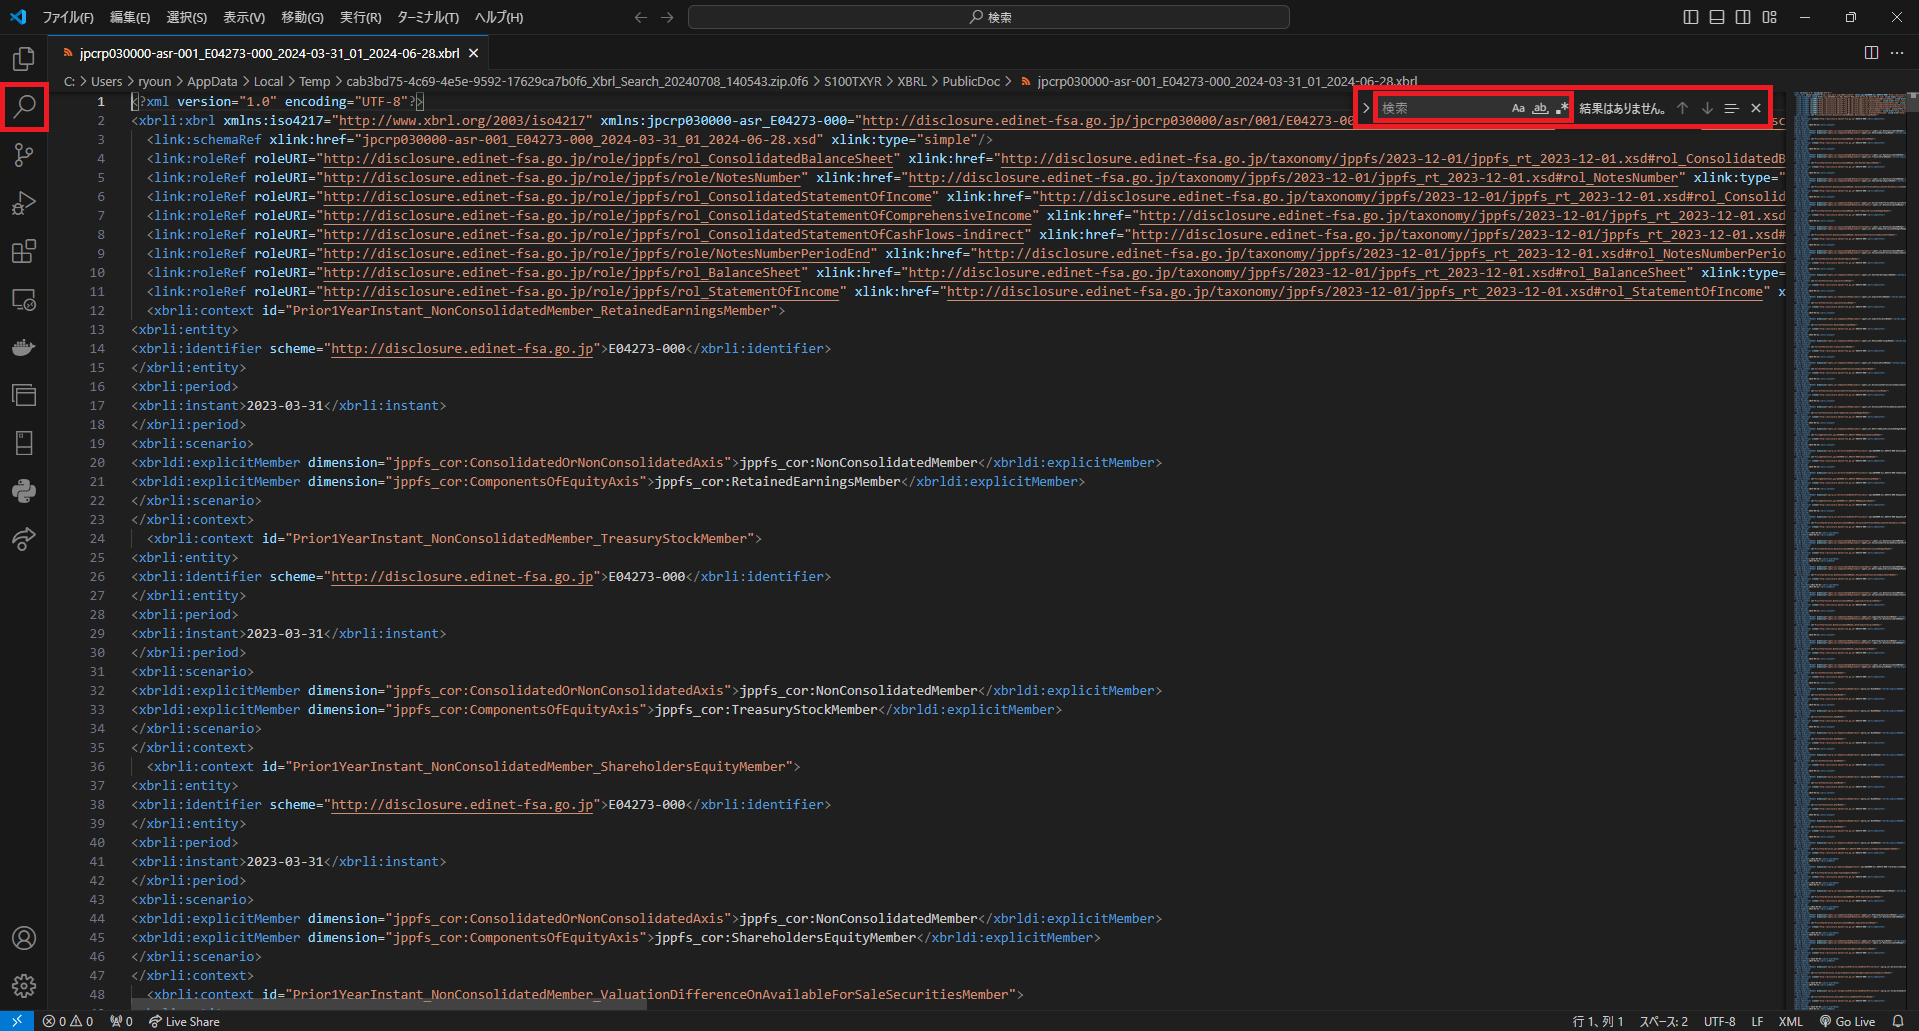 ファイル(F) 編集(E) 選択(S) 表示(V) 移動(G) 実行(R) ターミナル(T) ヘルプ(H)
検索
jpcrp030000-asr-001_E04273-000_2024-03-31_01_2024-06-28.xbrl
C: > Users > ryoun > AppData > Local > Temp > cab3bd75-4c69-4e5e-9592-17629ca7b0f6_Xbrl_Search_20240708_140543.zip.0f6 > S100TXYR > XBRL > PublicDoc > jpcrp030000-asr-001_E04273-000_2024-03-31_01_2024-06-28.xbrl
検索 Aa ab .* 結果はありません。
1 <?xml version="1.0" encoding="UTF-8"?>
2 <xbrli:xbrl xmlns:iso4217="http://www.xbrl.org/2003/iso4217" xmlns:jpcrp030000-asr_E04273-000="http://disclosure.edinet-fsa.go.jp/jpcrp030000/asr/001/E04273-00
3 <link:schemaRef xlink:href="jpcrp030000-asr-001_E04273-000_2024-03-31_01_2024-06-28.xsd" xlink:type="simple"/>
4 <link:roleRef roleURI="http://disclosure.edinet-fsa.go.jp/role/jppfs/rol_ConsolidatedBalanceSheet" xlink:href="http://disclosure.edinet-fsa.go.jp/taxonomy/jppfs/2023-12-01/jppfs_rt_2023-12-01.xsd#rol_ConsolidatedB
5 <link:roleRef roleURI="http://disclosure.edinet-fsa.go.jp/role/jppfs/role/NotesNumber" xlink:href="http://disclosure.edinet-fsa.go.jp/taxonomy/jppfs/2023-12-01/jppfs_rt_2023-12-01.xsd#rol_NotesNumber" xlink:type="
6 <link:roleRef roleURI="http://disclosure.edinet-fsa.go.jp/role/jppfs/rol_ConsolidatedStatementOfIncome" xlink:href="http://disclosure.edinet-fsa.go.jp/taxonomy/jppfs/2023-12-01/jppfs_rt_2023-12-01.xsd#rol_Consolid
7 <link:roleRef roleURI="http://disclosure.edinet-fsa.go.jp/role/jppfs/rol_ConsolidatedStatementOfComprehensiveIncome" xlink:href="http://disclosure.edinet-fsa.go.jp/taxonomy/jppfs/2023-12-01/jppfs_rt_2023-12-01.xsd
8 <link:roleRef roleURI="http://disclosure.edinet-fsa.go.jp/role/jppfs/rol_ConsolidatedStatementOfCashFlows-indirect" xlink:href="http://disclosure.edinet-fsa.go.jp/taxonomy/jppfs/2023-12-01/jppfs_rt_2023-12-01.xsd#
9 <link:roleRef roleURI="http://disclosure.edinet-fsa.go.jp/role/jppfs/role/NotesNumberPeriodEnd" xlink:href="http://disclosure.edinet-fsa.go.jp/taxonomy/jppfs/2023-12-01/jppfs_rt_2023-12-01.xsd#rol_NotesNumberPerio
10 <link:roleRef roleURI="http://disclosure.edinet-fsa.go.jp/role/jppfs/rol_BalanceSheet" xlink:href="http://disclosure.edinet-fsa.go.jp/taxonomy/jppfs/2023-12-01/jppfs_rt_2023-12-01.xsd#rol_BalanceSheet" xlink:type=
11 <link:roleRef roleURI="http://disclosure.edinet-fsa.go.jp/role/jppfs/rol_StatementOfIncome" xlink:href="http://disclosure.edinet-fsa.go.jp/taxonomy/jppfs/2023-12-01/jppfs_rt_2023-12-01.xsd#rol_StatementOfIncome" x
12 <xbrli:context id="Prior1YearInstant_NonConsolidatedMember_RetainedEarningsMember">
13 <xbrli:entity>
14 <xbrli:identifier scheme="http://disclosure.edinet-fsa.go.jp">E04273-000</xbrli:identifier>
15 </xbrli:entity>
16 <xbrli:period>
17 <xbrli:instant>2023-03-31</xbrli:instant>
18 </xbrli:period>
19 <xbrli:scenario>
20 <xbrldi:explicitMember dimension="jppfs_cor:ConsolidatedOrNonConsolidatedAxis">jppfs_cor:NonConsolidatedMember</xbrldi:explicitMember>
21 <xbrldi:explicitMember dimension="jppfs_cor:ComponentsOfEquityAxis">jppfs_cor:RetainedEarningsMember</xbrldi:explicitMember>
22 </xbrli:scenario>
23 </xbrli:context>
24 <xbrli:context id="Prior1YearInstant_NonConsolidatedMember_TreasuryStockMember">
25 <xbrli:entity>
26 <xbrli:identifier scheme="http://disclosure.edinet-fsa.go.jp">E04273-000</xbrli:identifier>
27 </xbrli:entity>
28 <xbrli:period>
29 <xbrli:instant>2023-03-31</xbrli:instant>
30 </xbrli:period>
31 <xbrli:scenario>
32 <xbrldi:explicitMember dimension="jppfs_cor:ConsolidatedOrNonConsolidatedAxis">jppfs_cor:NonConsolidatedMember</xbrldi:explicitMember>
33 <xbrldi:explicitMember dimension="jppfs_cor:ComponentsOfEquityAxis">jppfs_cor:TreasuryStockMember</xbrldi:explicitMember>
34 </xbrli:scenario>
35 </xbrli:context>
36 <xbrli:context id="Prior1YearInstant_NonConsolidatedMember_ShareholdersEquityMember">
37 <xbrli:entity>
38 <xbrli:identifier scheme="http://disclosure.edinet-fsa.go.jp">E04273-000</xbrli:identifier>
39 </xbrli:entity>
40 <xbrli:period>
41 <xbrli:instant>2023-03-31</xbrli:instant>
42 </xbrli:period>
43 <xbrli:scenario>
44 <xbrldi:explicitMember dimension="jppfs_cor:ConsolidatedOrNonConsolidatedAxis">jppfs_cor:NonConsolidatedMember</xbrldi:explicitMember>
45 <xbrldi:explicitMember dimension="jppfs_cor:ComponentsOfEquityAxis">jppfs_cor:ShareholdersEquityMember</xbrldi:explicitMember>
46 </xbrli:scenario>
47 </xbrli:context>
48 <xbrli:context id="Prior1YearInstant_NonConsolidatedMember_ValuationDifferenceOnAvailableForSaleSecuritiesMember">
0 0 0 Live Share 行 1、列 1 スペース: 2 UTF-8 LF XML Go Live